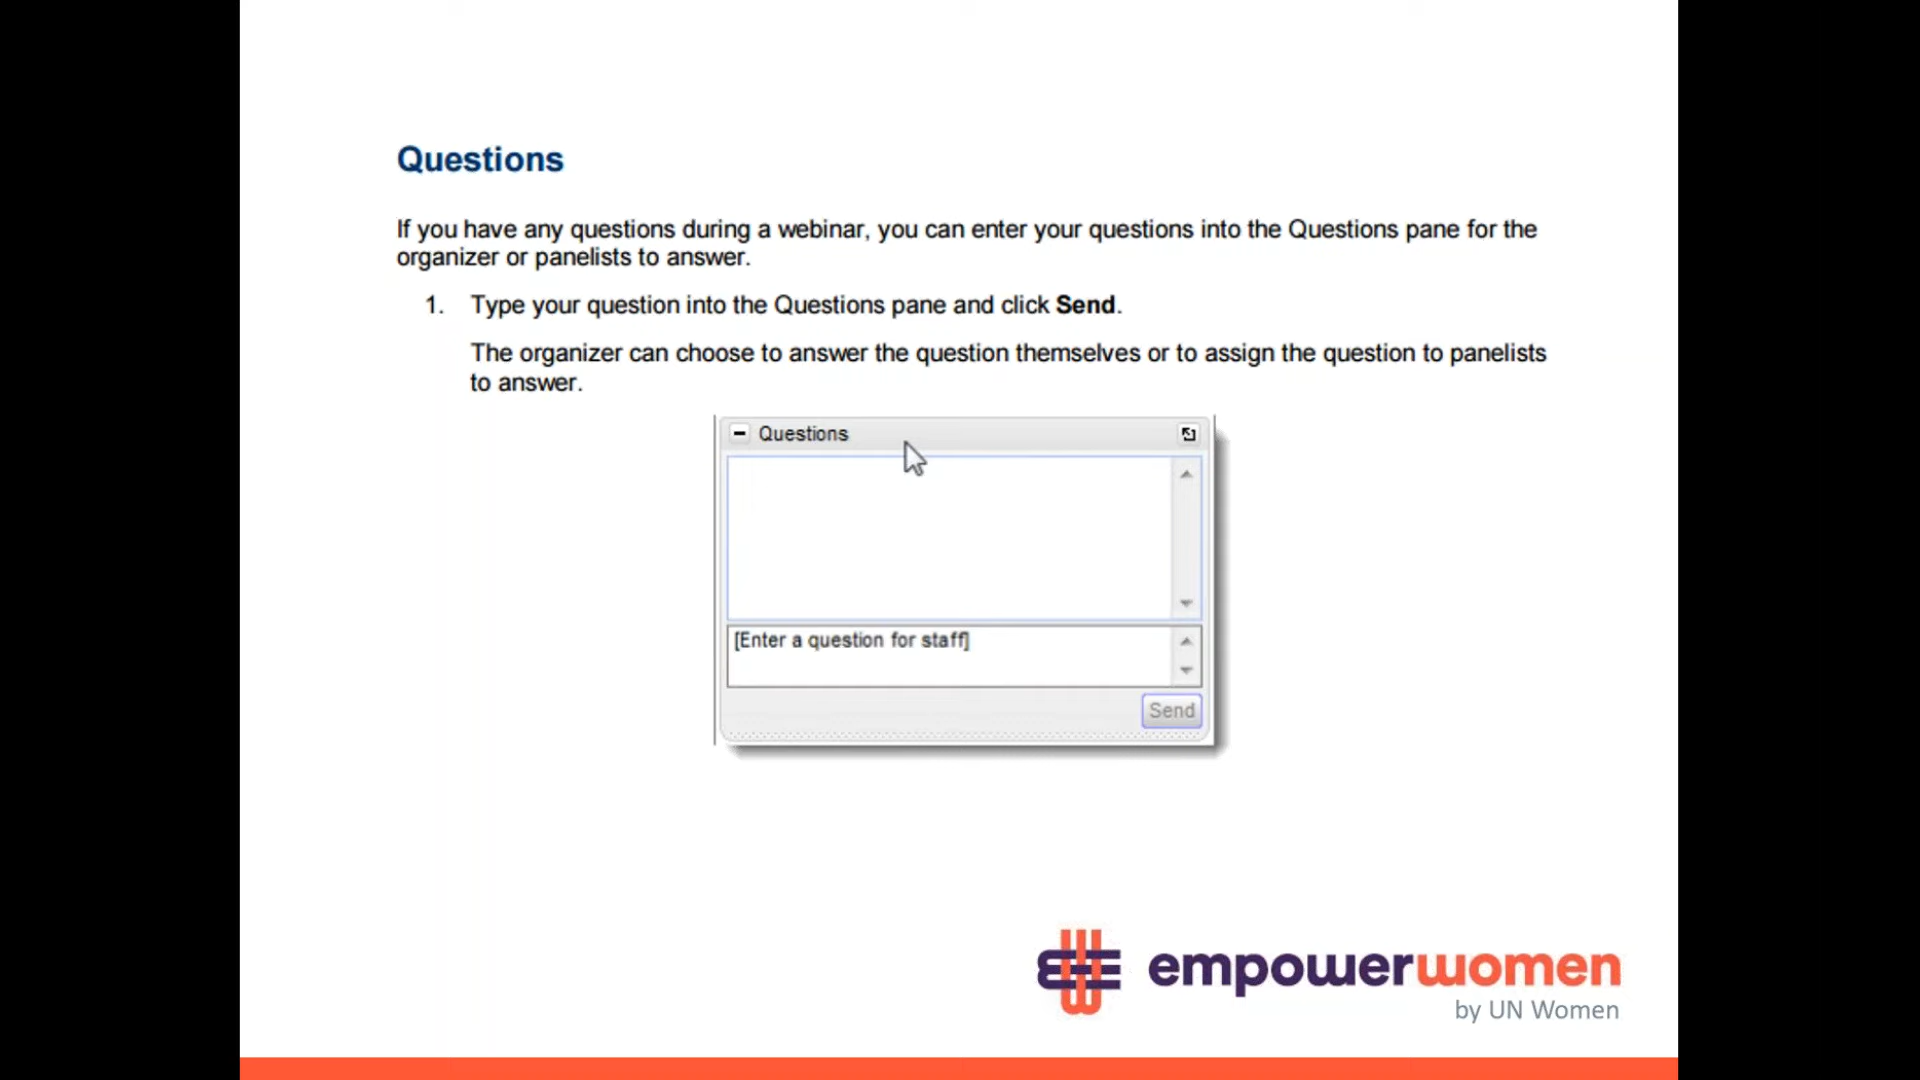 Questions
If you have any questions during a webinar, you can enter your questions into the Questions pane for the
organizer or panelists to answer.
1. Type your question into the Questions pane and click Send.
The organizer can choose to answer the question themselves or to assign the question to panelists
to answer.
Questions
[Enter a question for staff]
Send
empowerwomen
by UN Women